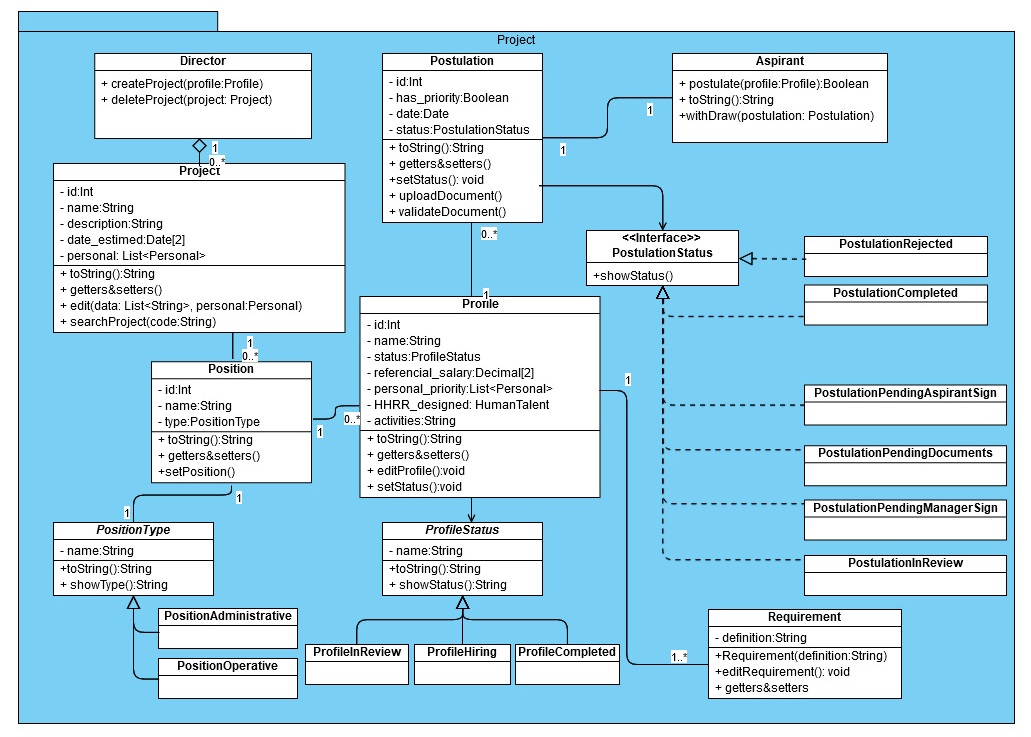 Project
Director
+ createProject(profile:Profile)
+ deleteProject(project: Project)
1
0..*
Project
- id:Int
- name:String
- description:String
- date_estimed:Date[2]
- personal: List<Personal>
+ toString():String
+ getters&setters()
+ edit(data: List<String>, personal:Personal)
+ searchProject(code:String)
1
0..*
Position
- id:Int
- name:String
- type:PositionType
+ toString():String
+ getters&setters()
+setPosition()
1
0..*
1
1
PositionType
- name:String
+toString():String
+ showType():String
PositionAdministrative
PositionOperative
Postulation
- id:Int
- has_priority:Boolean
- date:Date
- status:PostulationStatus
+ toString():String
+ getters&setters()
+setStatus(): void
+ uploadDocument()
+ validateDocument()
1
1
0..*
1
Aspirant
+ postulate(profile:Profile):Boolean
+ toString():String
+withDraw(postulation: Postulation)
<<Interface>>
PostulationStatus
+showStatus()
PostulationRejected
PostulationCompleted
PostulationPendingAspirantSign
PostulationPendingDocuments
PostulationPendingManagerSign
PostulationInReview
Profile
- id:Int
- name:String
- status:ProfileStatus
- referencial_salary:Decimal[2]
- personal_priority:List<Personal>
- HHRR_designed: HumanTalent
- activities:String
+ toString():String
+ getters&setters()
+ editProfile():void
+ setStatus():void
1
1..*
ProfileStatus
- name:String
+toString():String
+ showStatus():String
ProfileInReview
ProfileHiring
ProfileCompleted
Requirement
- definition:String
+Requirement(definition:String)
+editRequirement(): void
+ getters&setters